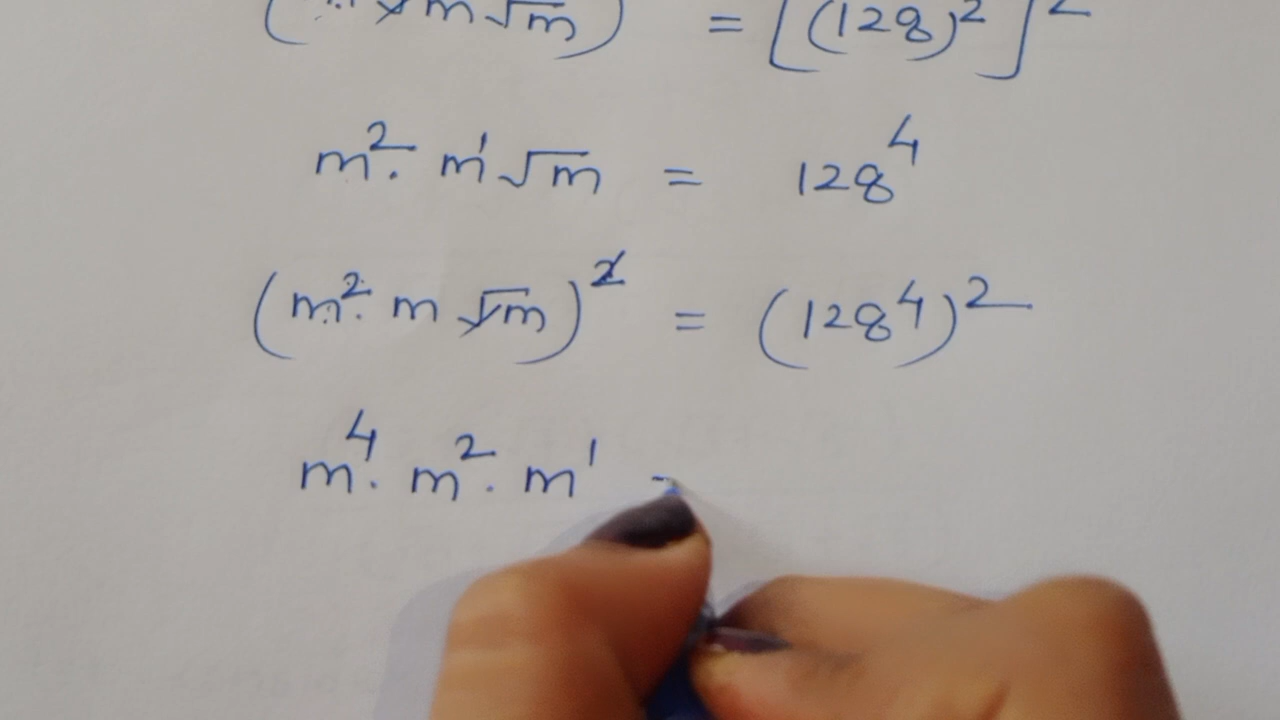 (m √m √m) = [(128)²]²
m². m¹ √m = 128⁴
(m². m √m)² = (128⁴)²
m⁴. m². m¹ -